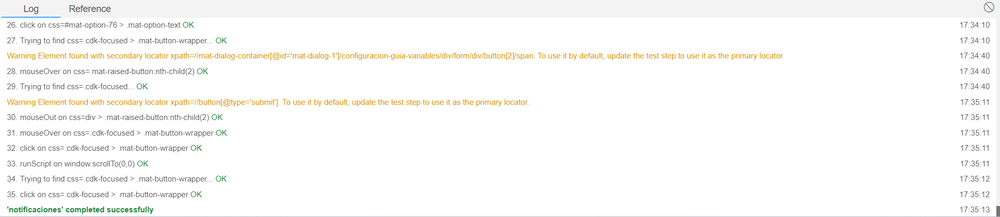 Log Reference
26. click on css=#mat-option-76 > .mat-option-text OK 17:34:10
27. Trying to find css=.cdk-focused > .mat-button-wrapper... OK 17:34:10
Warning Element found with secondary locator xpath=//mat-dialog-container[@id='mat-dialog-1']/configuracion-guia-variables/div/form/div/button[2]/span. To use it by default, update the test step to use it as the primary locator. 17:34:40
28. mouseOver on css=.mat-raised-button:nth-child(2) OK 17:34:40
29. Trying to find css=.cdk-focused... OK 17:34:40
Warning Element found with secondary locator xpath=//button[@type='submit']. To use it by default, update the test step to use it as the primary locator. 17:35:11
30. mouseOut on css=div > .mat-raised-button:nth-child(2) OK 17:35:11
31. mouseOver on css=.cdk-focused > .mat-button-wrapper OK 17:35:11
32. click on css=.cdk-focused > .mat-button-wrapper OK 17:35:11
33. runScript on window.scrollTo(0,0) OK 17:35:11
34. Trying to find css=.cdk-focused > .mat-button-wrapper... OK 17:35:12
35. click on css=.cdk-focused > .mat-button-wrapper OK 17:35:12
'notificaciones' completed successfully 17:35:13